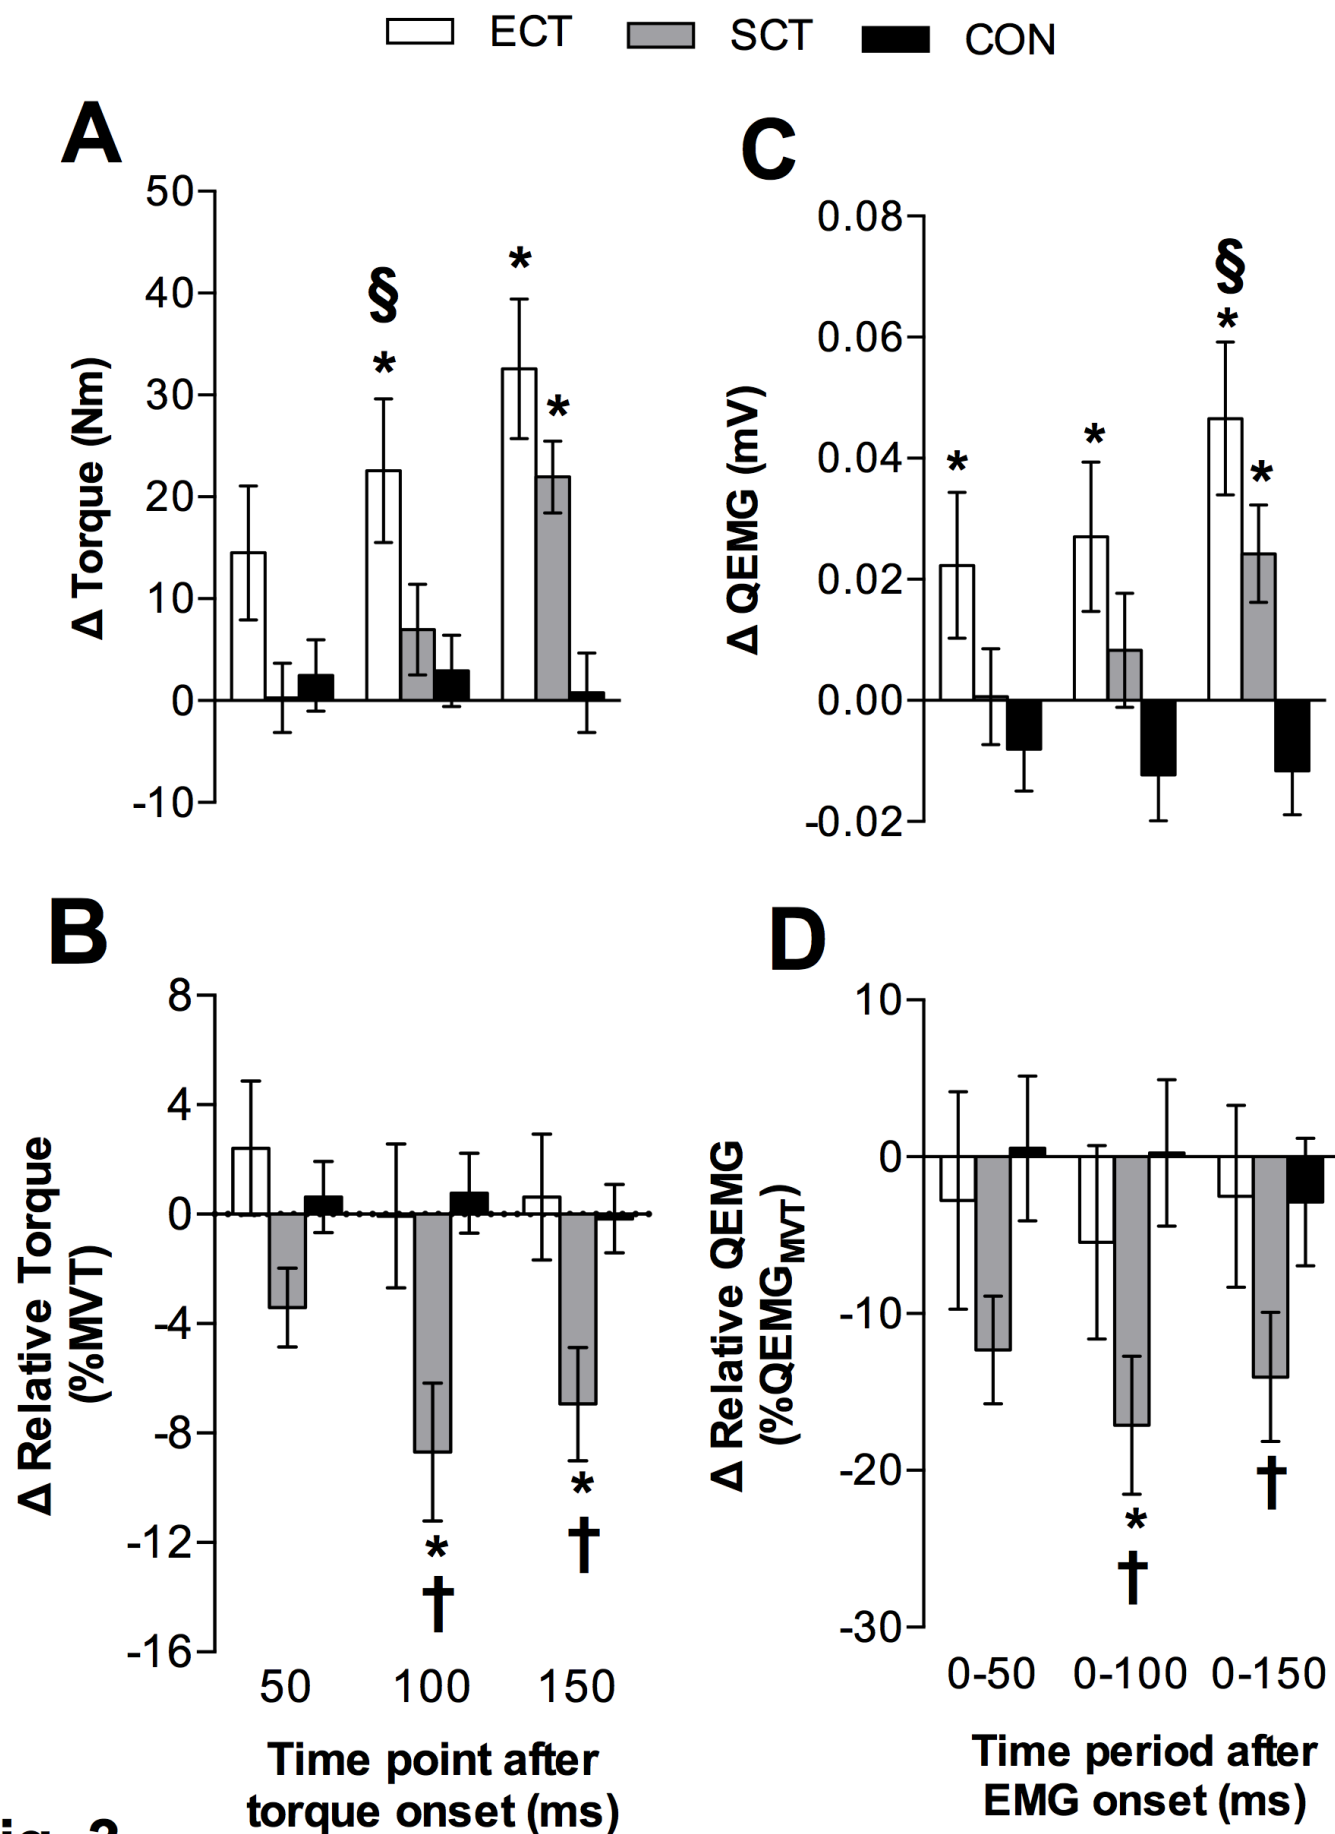 ECT SCT CON
A
50
40
30
20
10
0
-10
Δ Torque (Nm)
§
*
*
*
C
0.08
0.06
0.04
0.02
0.00
-0.02
Δ QEMG (mV)
*
*
§
*
*
B
8
4
0
-4
-8
-12
-16
Δ Relative Torque
(%MVT)
*
†
*
†
50 100 150
Time point after
torque onset (ms)
D
10
0
-10
-20
-30
Δ Relative QEMG
(%QEMGMVT)
*
†
†
0-50 0-100 0-150
Time period after
EMG onset (ms)